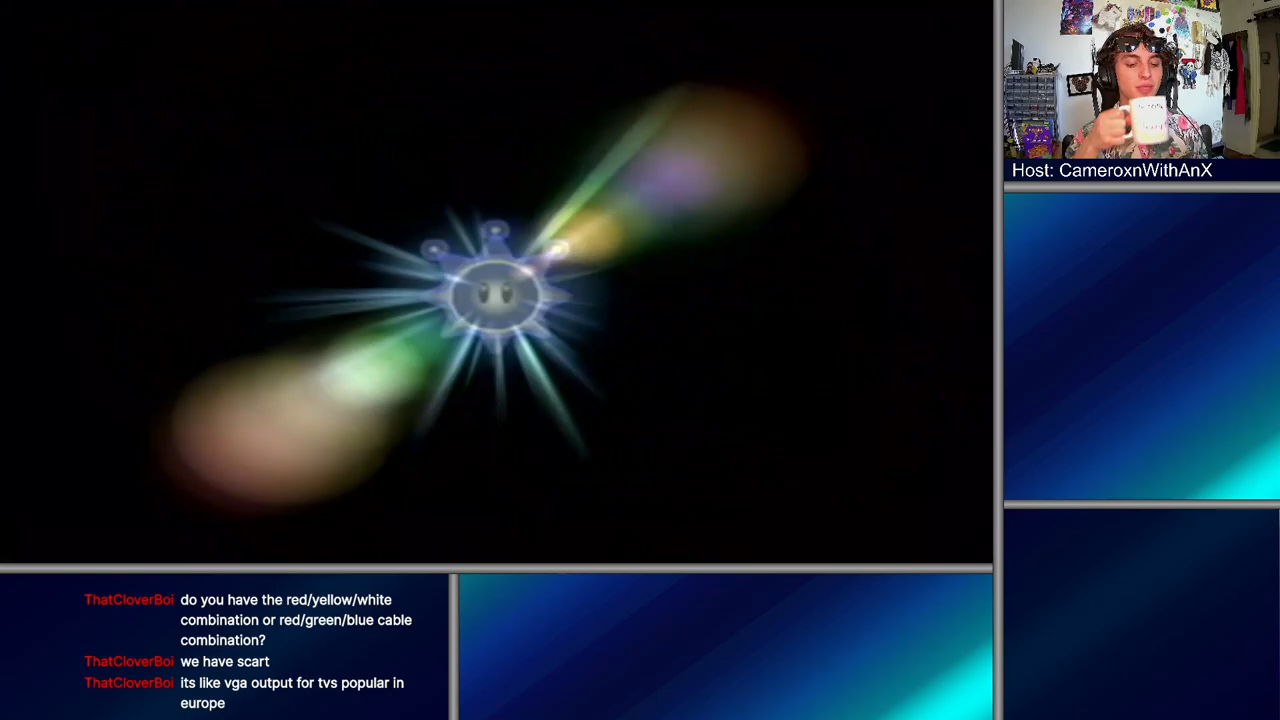 Host: CameroxnWithAnX
ThatCloverBoi do you have the red/yellow/white
combination or red/green/blue cable
combination?
ThatCloverBoi we have scart
ThatCloverBoi its like vga output for tvs popular in
europe